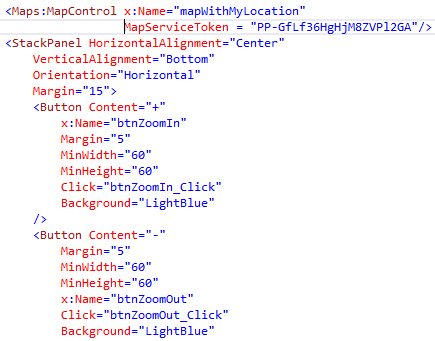 <Maps:MapControl x:Name="mapWithMyLocation"
MapServiceToken = "PP-GfLf36HgHjM8ZVPl2GA"/>
<StackPanel HorizontalAlignment="Center"
VerticalAlignment="Bottom"
Orientation="Horizontal"
Margin="15">
<Button Content="+"
x:Name="btnZoomIn"
Margin="5"
MinWidth="60"
MinHeight="60"
Click="btnZoomIn_Click"
Background="LightBlue"
/>
<Button Content="-"
Margin="5"
MinWidth="60"
MinHeight="60"
x:Name="btnZoomOut"
Click="btnZoomOut_Click"
Background="LightBlue"